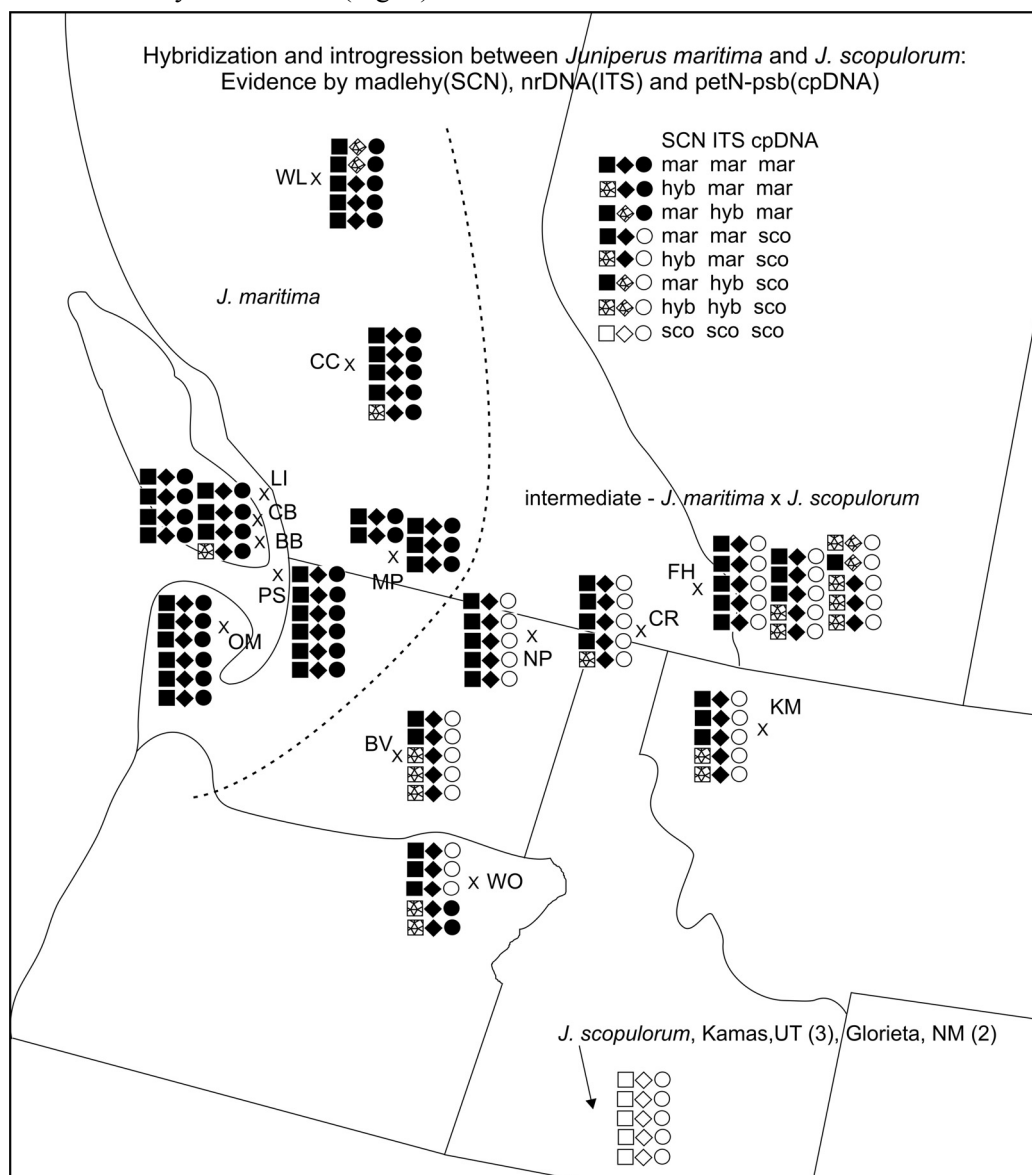 Hybridization and introgression between Juniperus maritima and J. scopulorum:
Evidence by madlehy(SCN), nrDNA(ITS) and petN-psb(cpDNA)
SCN ITS cpDNA
mar mar mar
hyb mar mar
mar hyb mar
mar mar sco
hyb mar sco
mar hyb sco
hyb hyb sco
sco sco sco
WL X
J. maritima
CC X
LI
X
CB
X
BB
X
PS
X
OM
X
MP
X
intermediate - J. maritima x J. scopulorum
FH
X
CR
X
NP
X
KM
X
BV
X
X WO
J. scopulorum, Kamas,UT (3), Glorieta, NM (2)